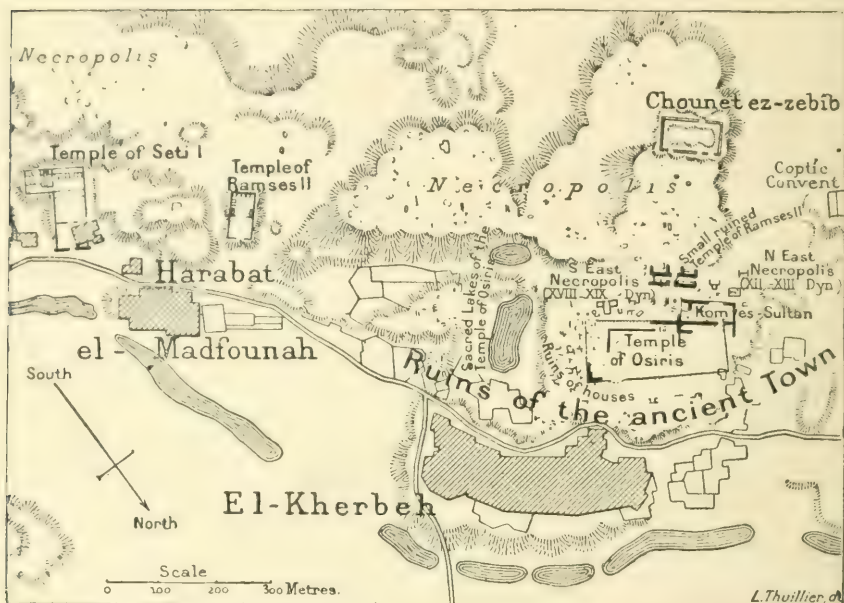 Necropolis
Chounet ez-zebib
Temple of Seti I
Temple of
Ramses II
Necropolis
Coptic
Convent
Small ruined
Temple of Ramses II
Harabat
el-Madfounah
Sacred Lakes of the
Temple of Osiris
S East
Necropolis
(XVIII-XIX Dyn)
N East
Necropolis
(XII-XIII Dyn)
Kom-es-Sultan
Temple
of Osiris
Ruins
of houses
Ruins of the ancient Town
South
North
El-Kherbeh
Scale
0 100 200 300 Metres.
L. Thuillier,